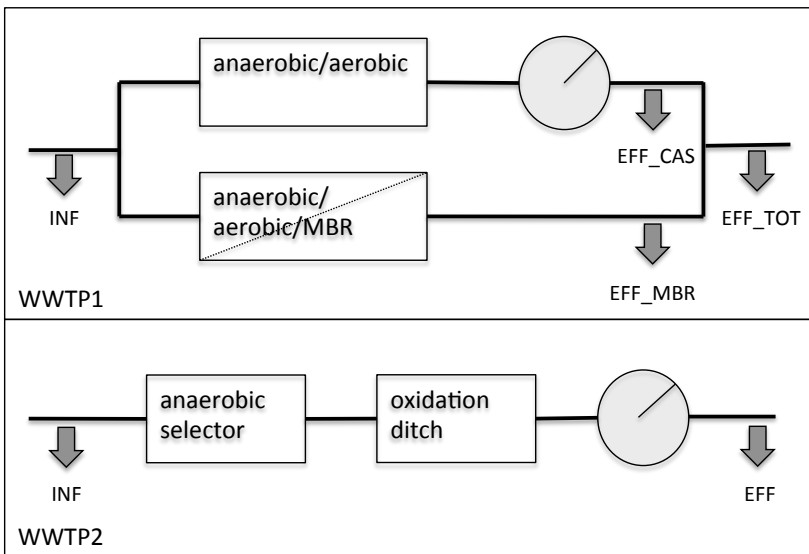 anaerobic/aerobic
EFF_CAS
INF
anaerobic/
aerobic/MBR
EFF_TOT
EFF_MBR
WWTP1
anaerobic
selector
oxidation
ditch
INF
EFF
WWTP2